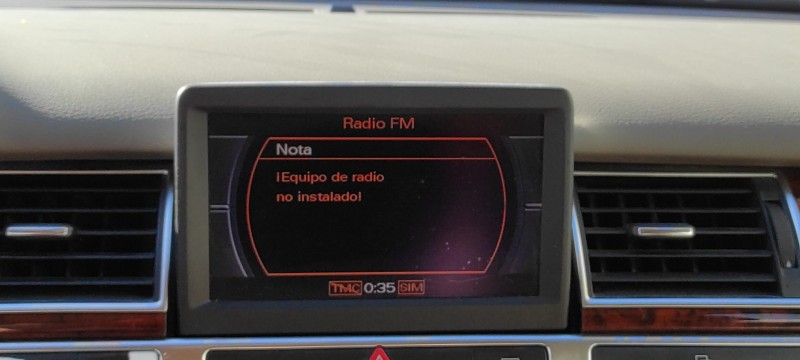 Radio FM
Nota
¡Equipo de radio
no instalado!
TMC 0:35 SIM